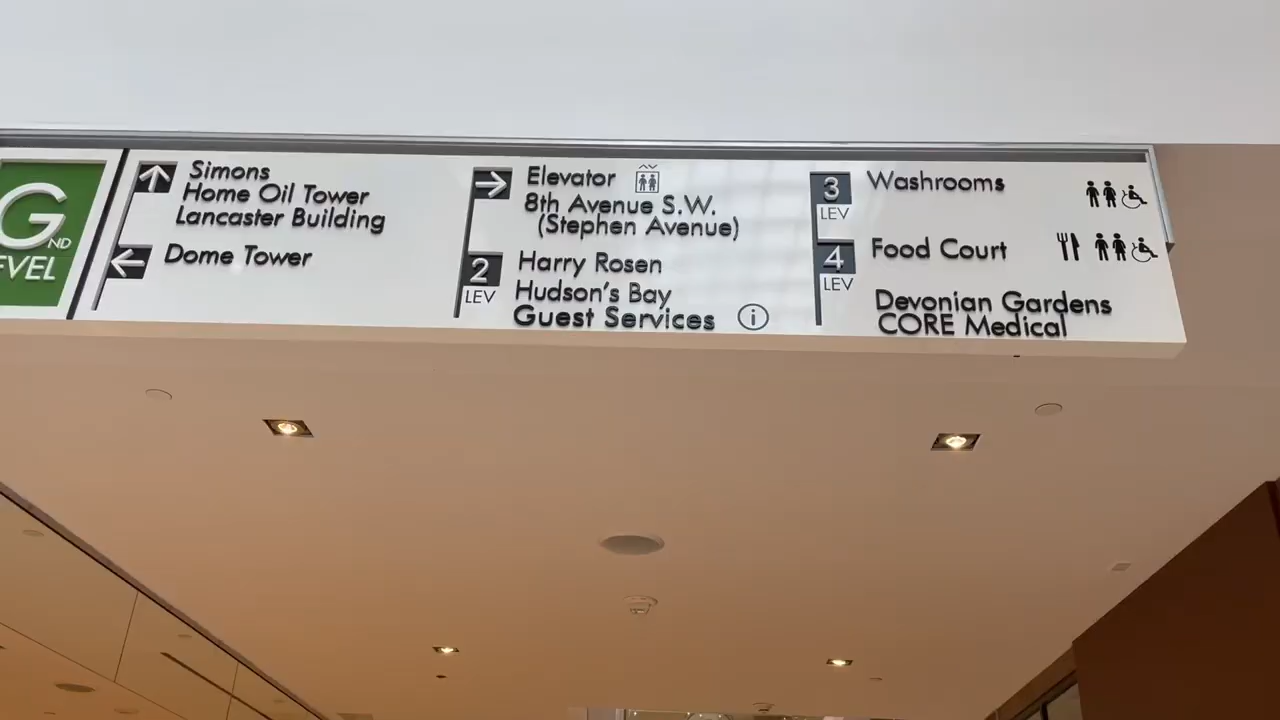 GND
LEVEL
Simons
Home Oil Tower
Lancaster Building
Dome Tower
Elevator
8th Avenue S.W.
(Stephen Avenue)
2
LEV
Harry Rosen
Hudson's Bay
Guest Services
i
3
LEV
Washrooms
4
LEV
Food Court
Devonian Gardens
CORE Medical